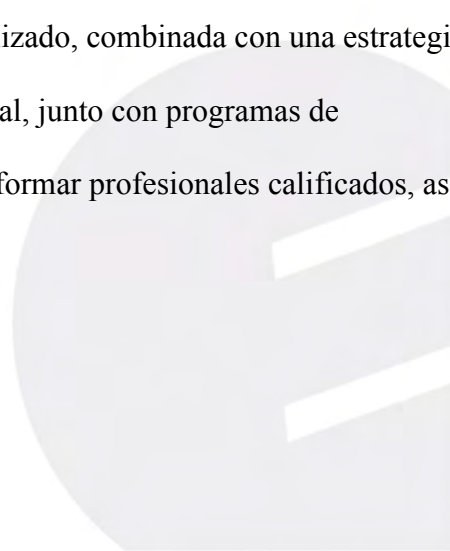 izado, combinada con una estrategi
al, junto con programas de
formar profesionales calificados, as